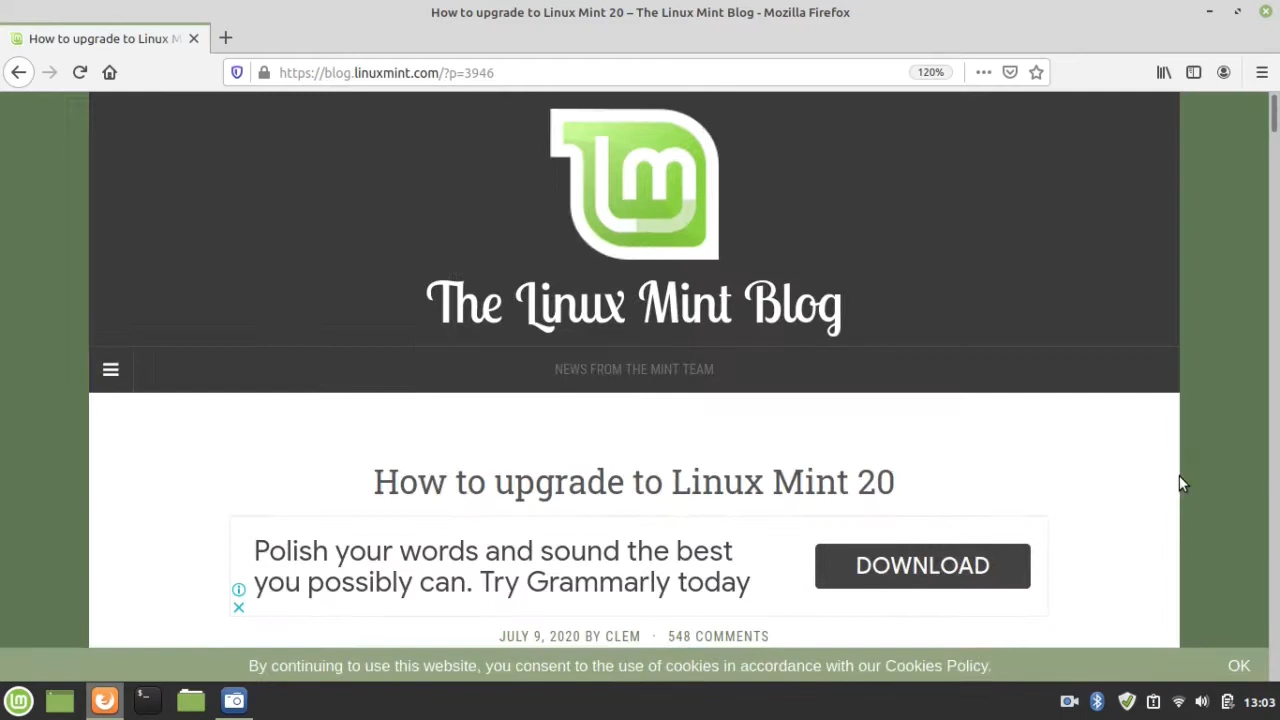 How to upgrade to Linux Mint 20 – The Linux Mint Blog - Mozilla Firefox
How to upgrade to Linux M
https://blog.linuxmint.com/?p=3946
120%
lm
The Linux Mint Blog
NEWS FROM THE MINT TEAM
How to upgrade to Linux Mint 20
Polish your words and sound the best
you possibly can. Try Grammarly today
DOWNLOAD
JULY 9, 2020 BY CLEM · 548 COMMENTS
By continuing to use this website, you consent to the use of cookies in accordance with our Cookies Policy.
OK
13:03